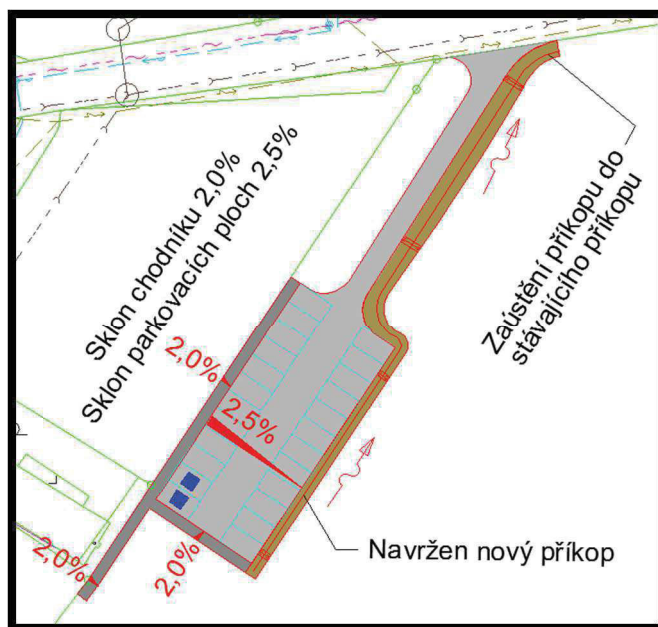 Sklon chodníku 2,0%
Sklon parkovacích ploch 2,5%
Zaústění příkopu do
stávajícího příkopu
2,0%
2,5%
2,0%
2,0%
Navržen nový příkop